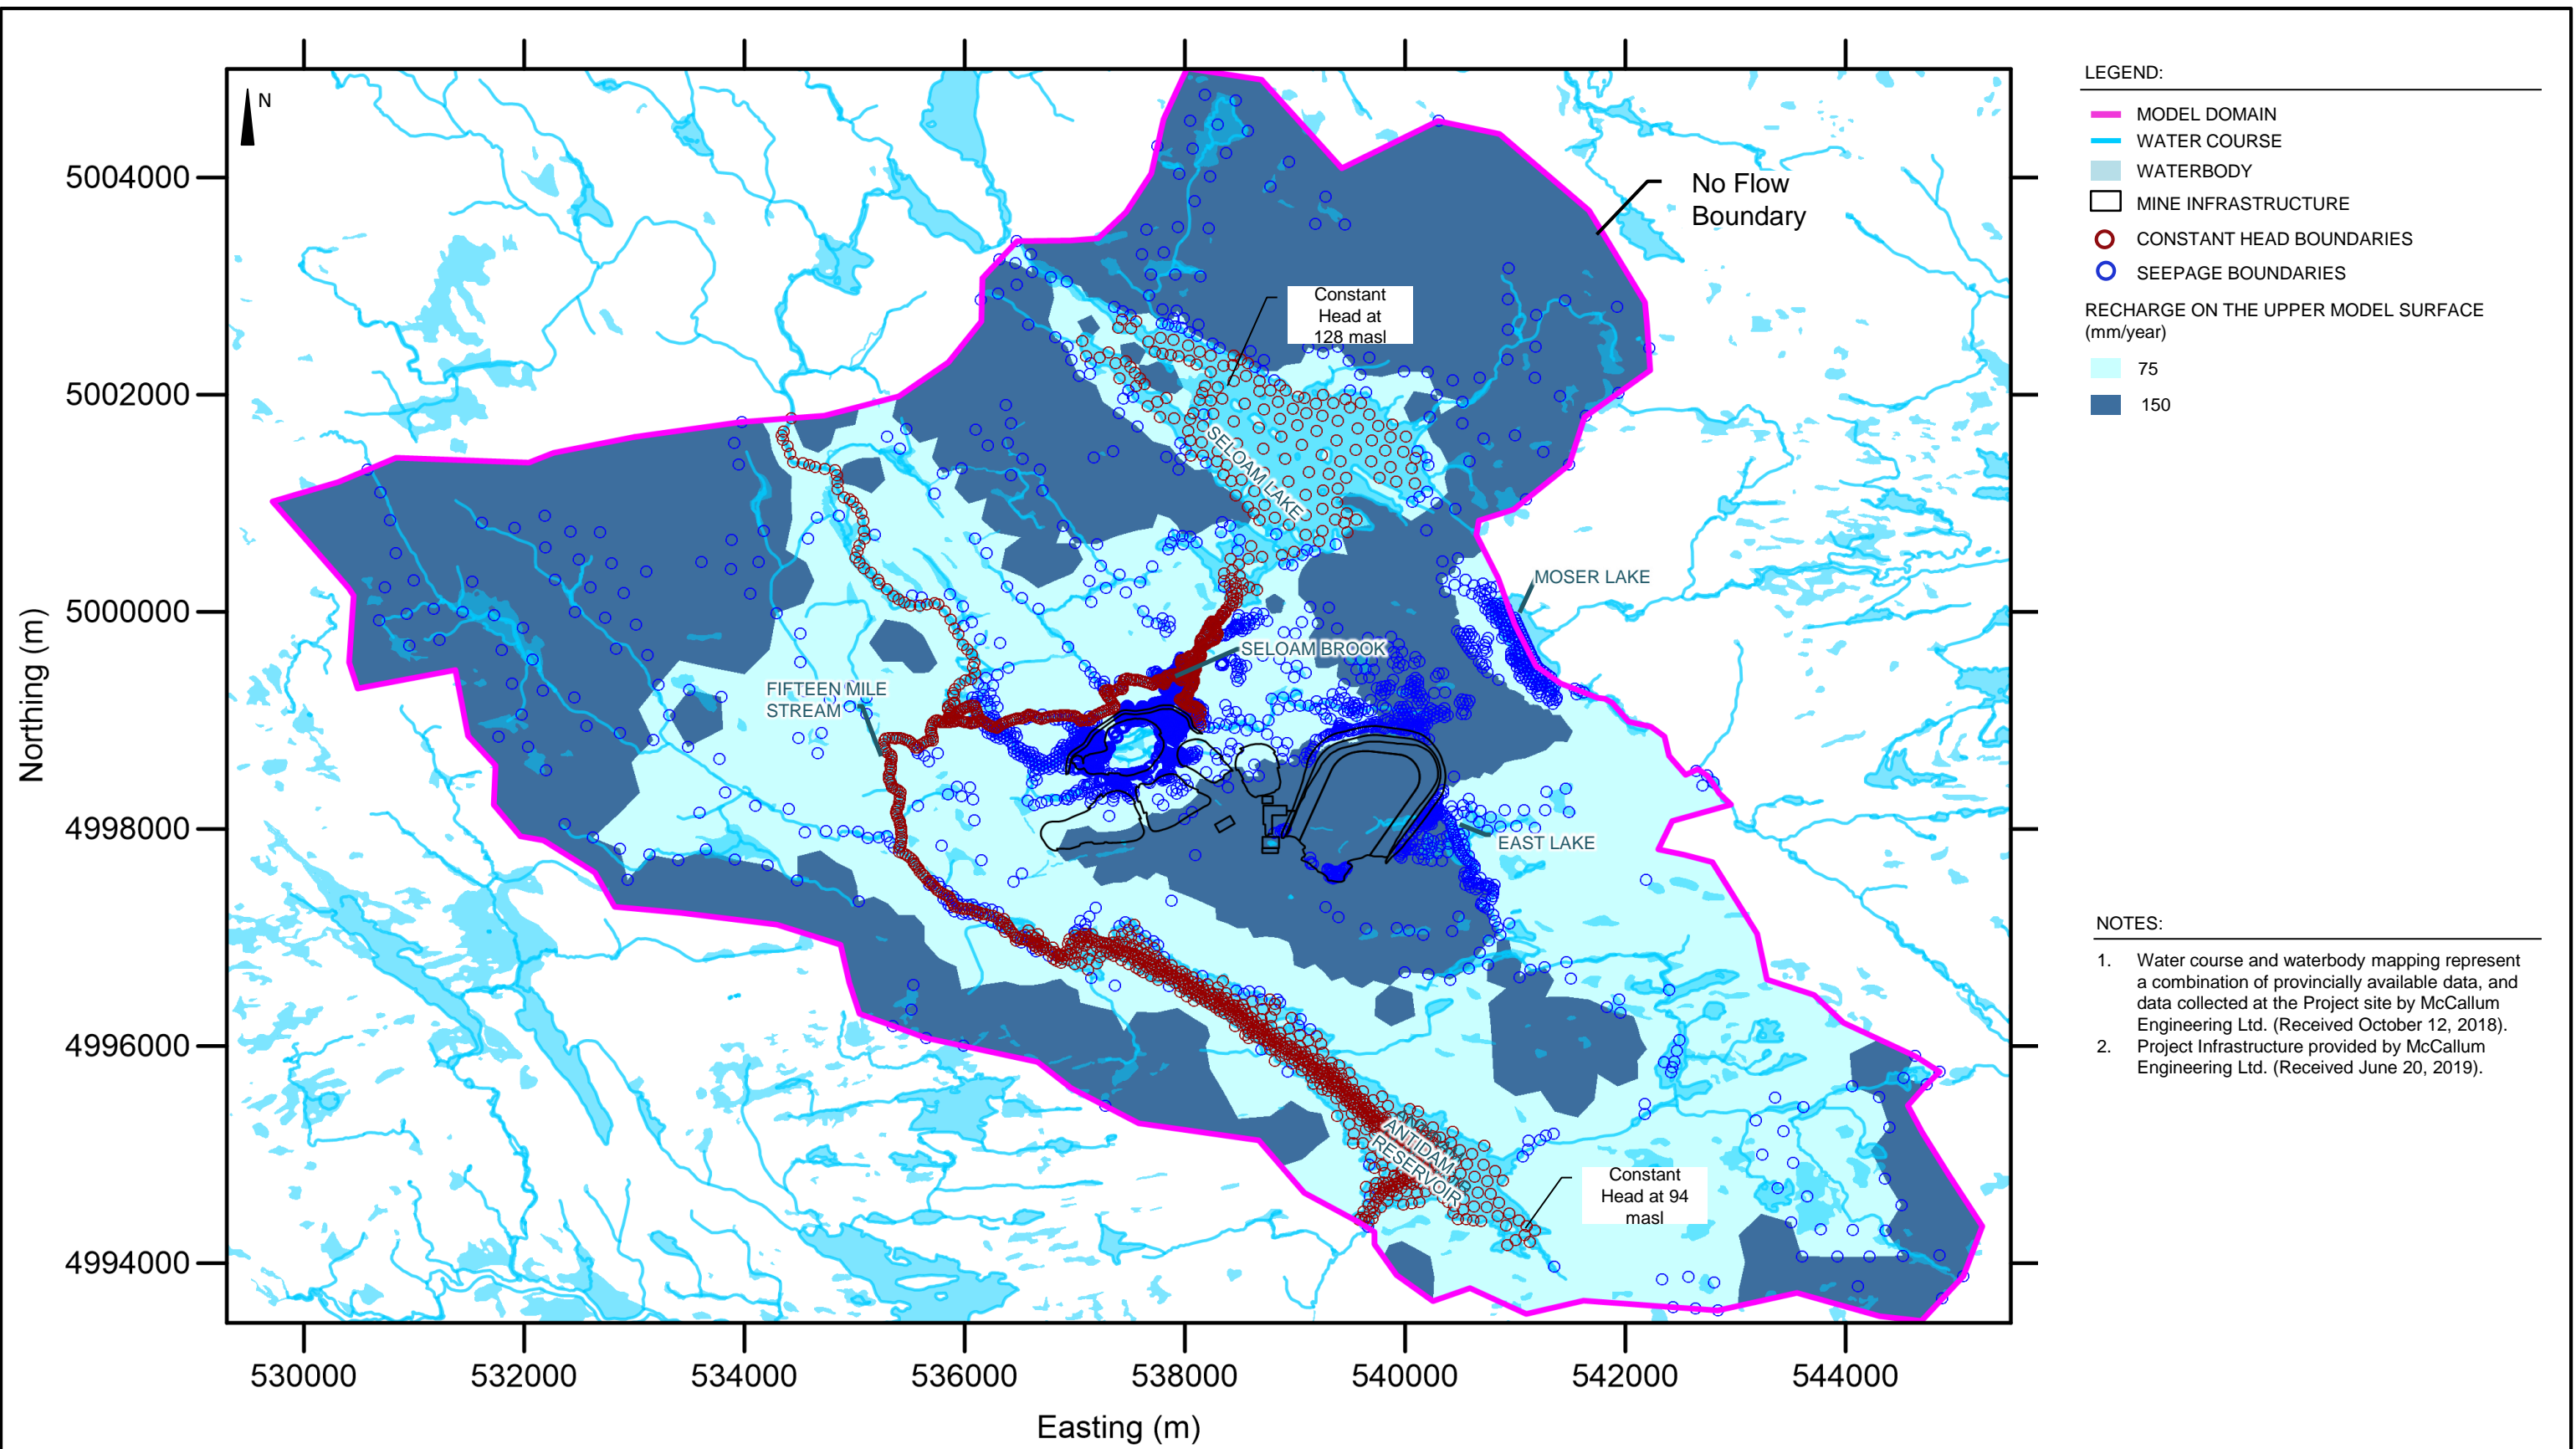 N
No Flow
Boundary
Constant
Head at
128 masl
SELOAM LAKE
MOSER LAKE
SELOAM BROOK
FIFTEEN MILE
STREAM
EAST LAKE
ANTIDAM
RESERVOIR
Constant
Head at 94
masl
5004000
5002000
5000000
4998000
4996000
4994000
Northing (m)
530000 532000 534000 536000 538000 540000 542000 544000
Easting (m)
LEGEND:
MODEL DOMAIN
WATER COURSE
WATERBODY
MINE INFRASTRUCTURE
CONSTANT HEAD BOUNDARIES
SEEPAGE BOUNDARIES
RECHARGE ON THE UPPER MODEL SURFACE
(mm/year)
75
150
NOTES:
1. Water course and waterbody mapping represent
a combination of provincially available data, and
data collected at the Project site by McCallum
Engineering Ltd. (Received October 12, 2018).
2. Project Infrastructure provided by McCallum
Engineering Ltd. (Received June 20, 2019).